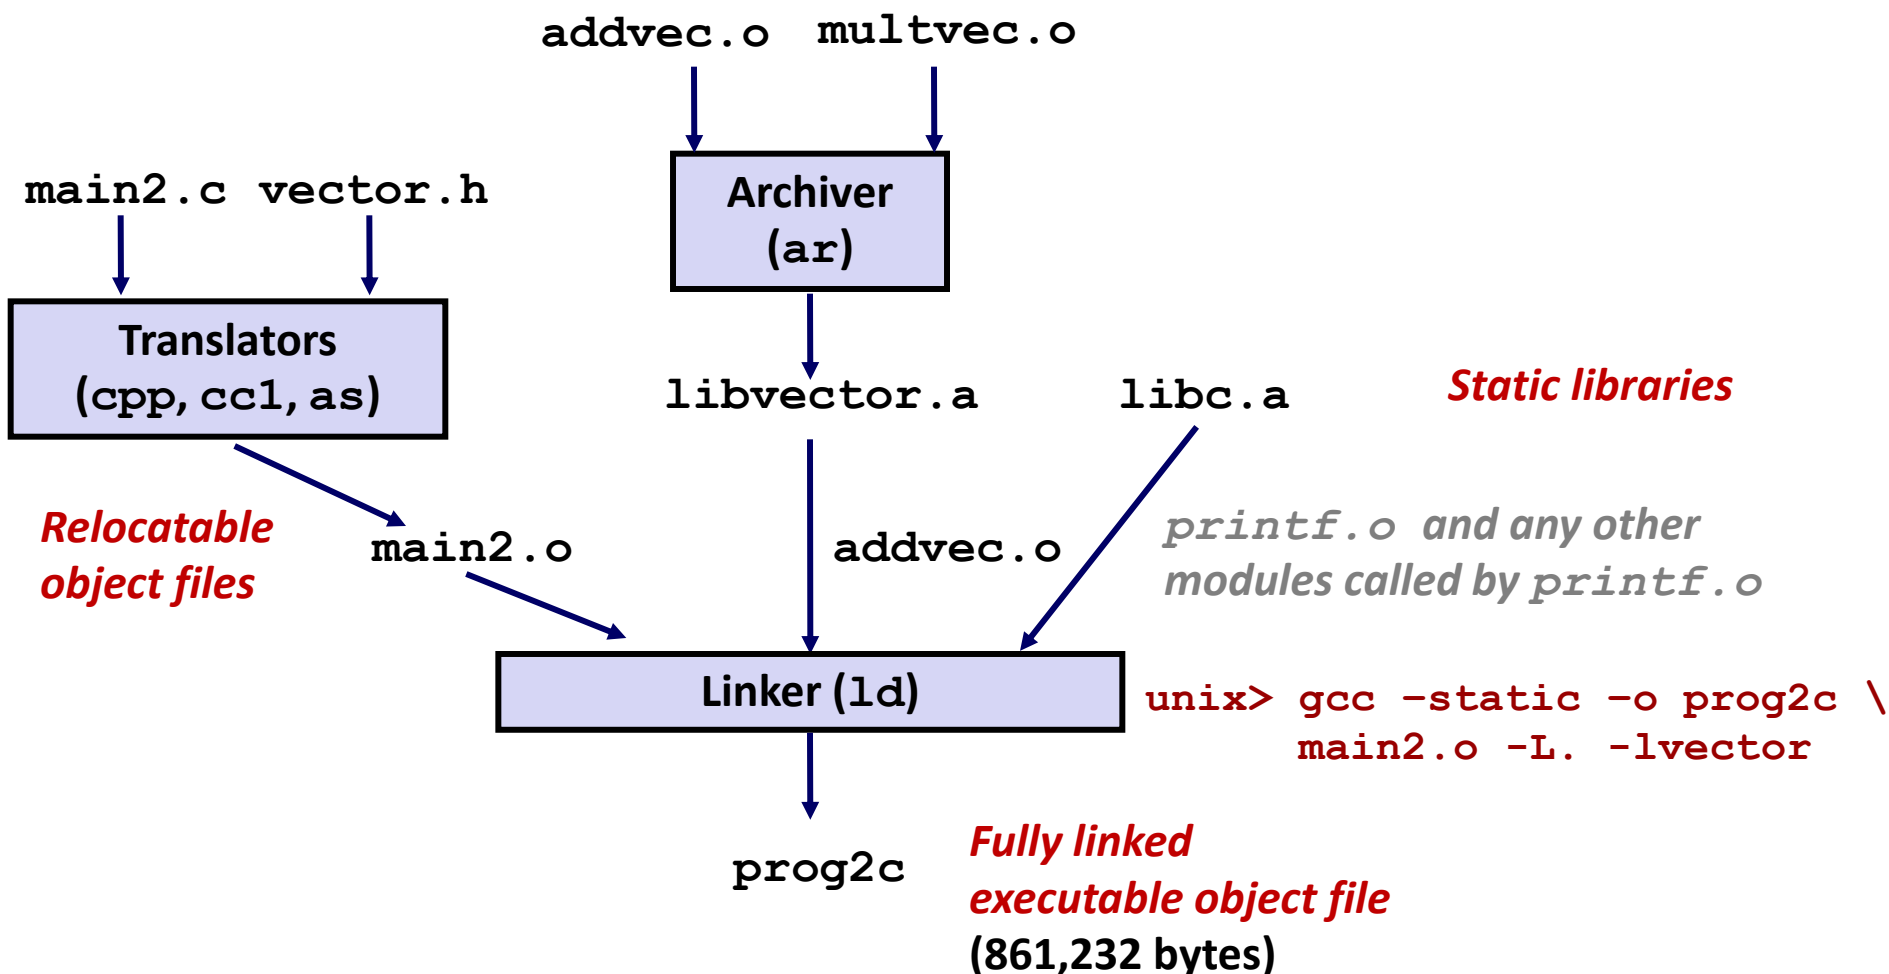 addvec.o multvec.o
main2.c vector.h
Archiver
(ar)
Translators
(cpp, cc1, as)
libvector.a libc.a
Static libraries
Relocatable
object files
main2.o
addvec.o
printf.o and any other
modules called by printf.o
Linker (ld)
unix> gcc –static –o prog2c \
main2.o -L. -lvector
prog2c
Fully linked
executable object file
(861,232 bytes)